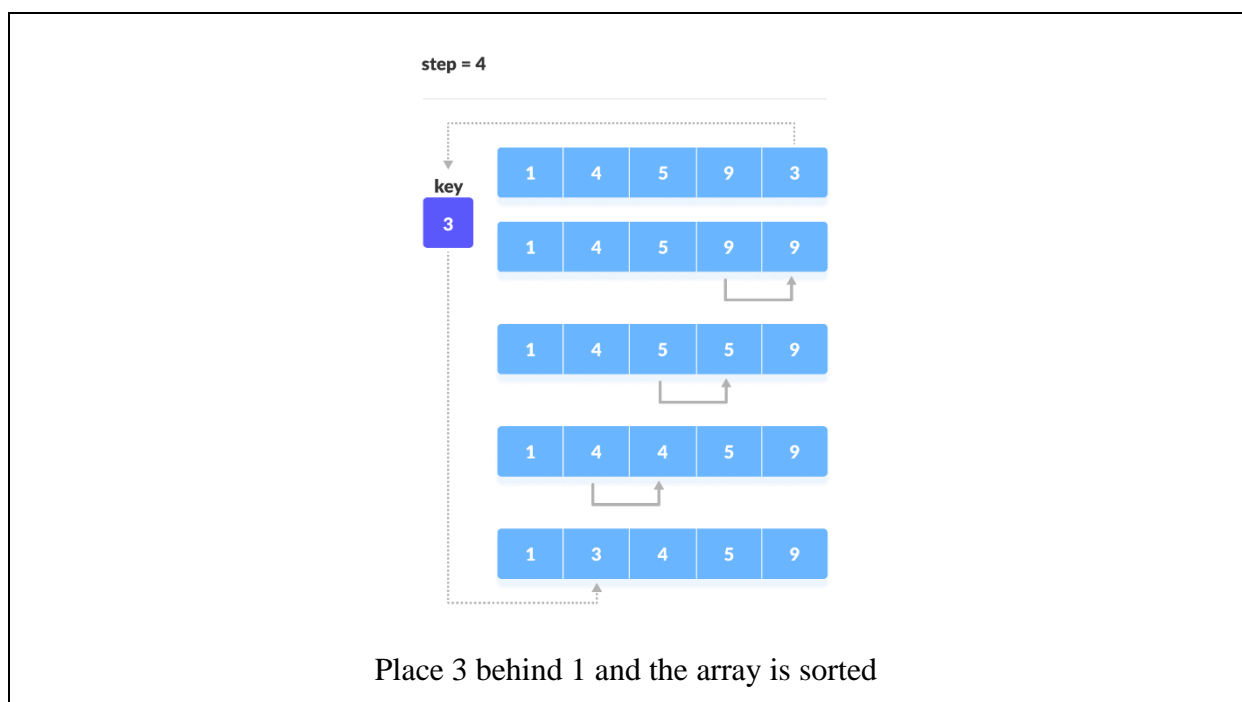 step = 4
1 4 5 9 3
key
3
1 4 5 9 9
1 4 5 5 9
1 4 4 5 9
1 3 4 5 9
Place 3 behind 1 and the array is sorted